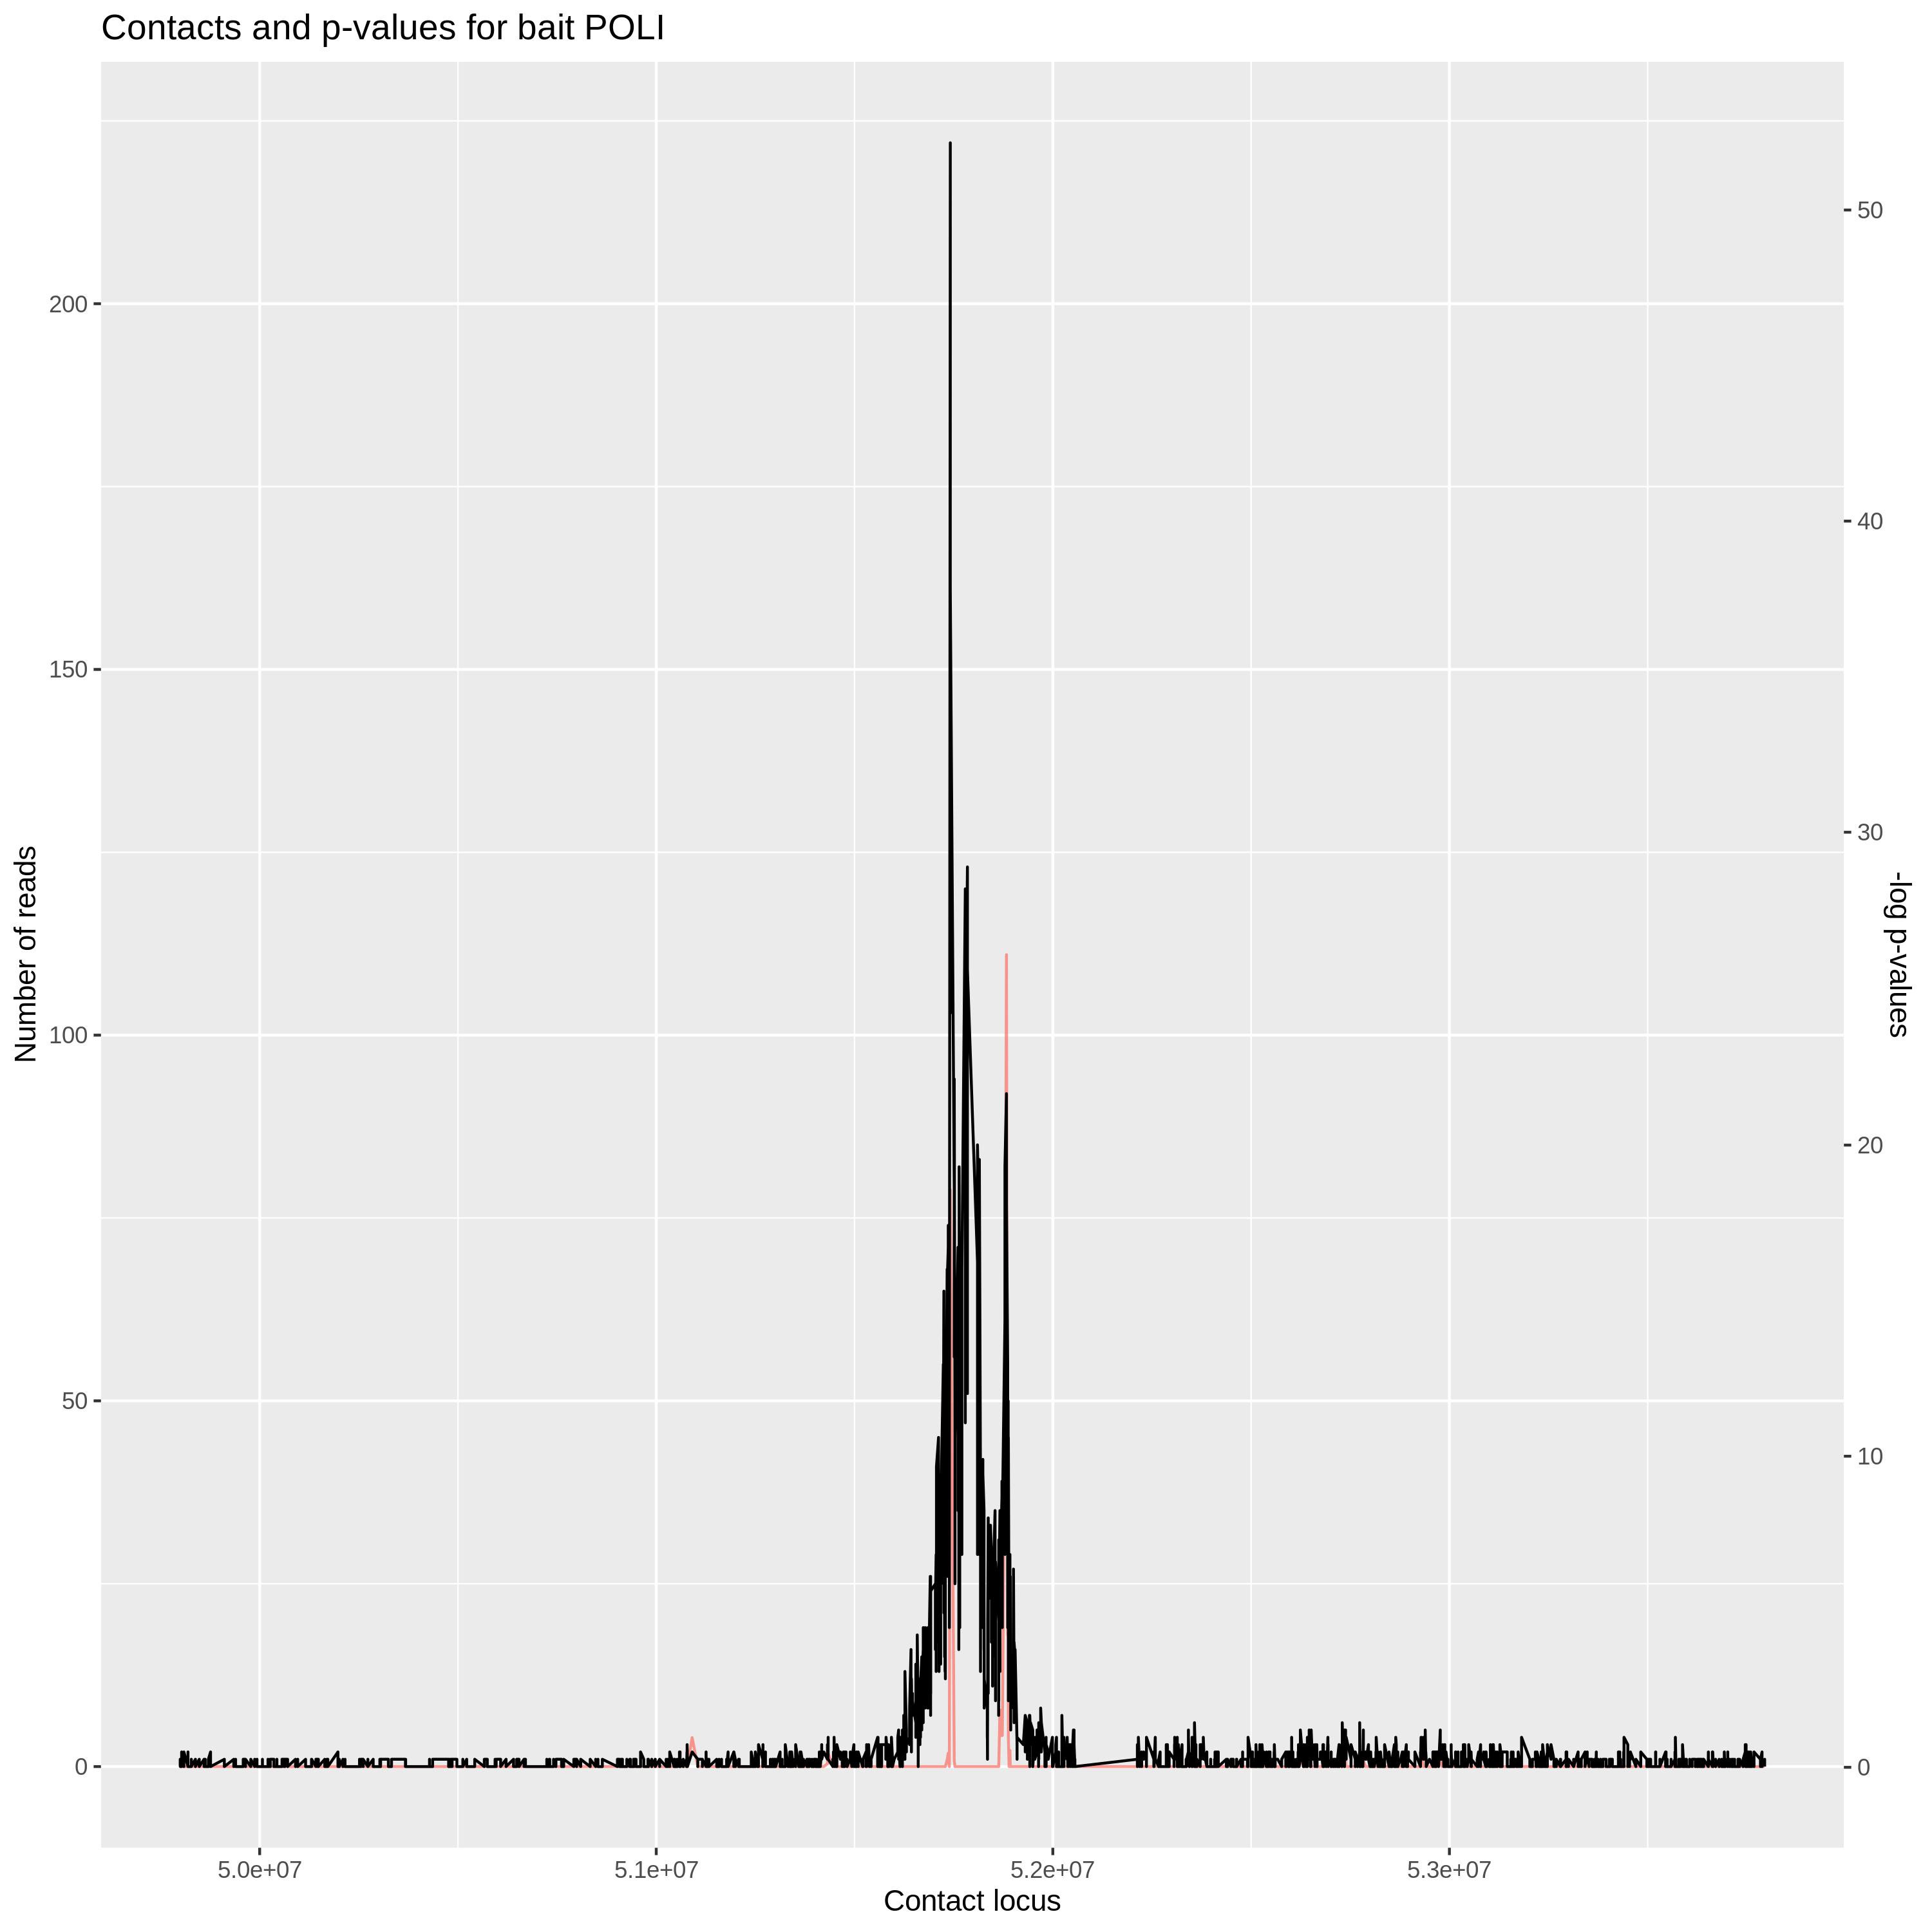 Contacts and p-values for bait POLI
200
150
100
50
0
Number of reads
50
40
30
20
10
0
-log p-values
5.0e+07
5.1e+07
5.2e+07
5.3e+07
Contact locus